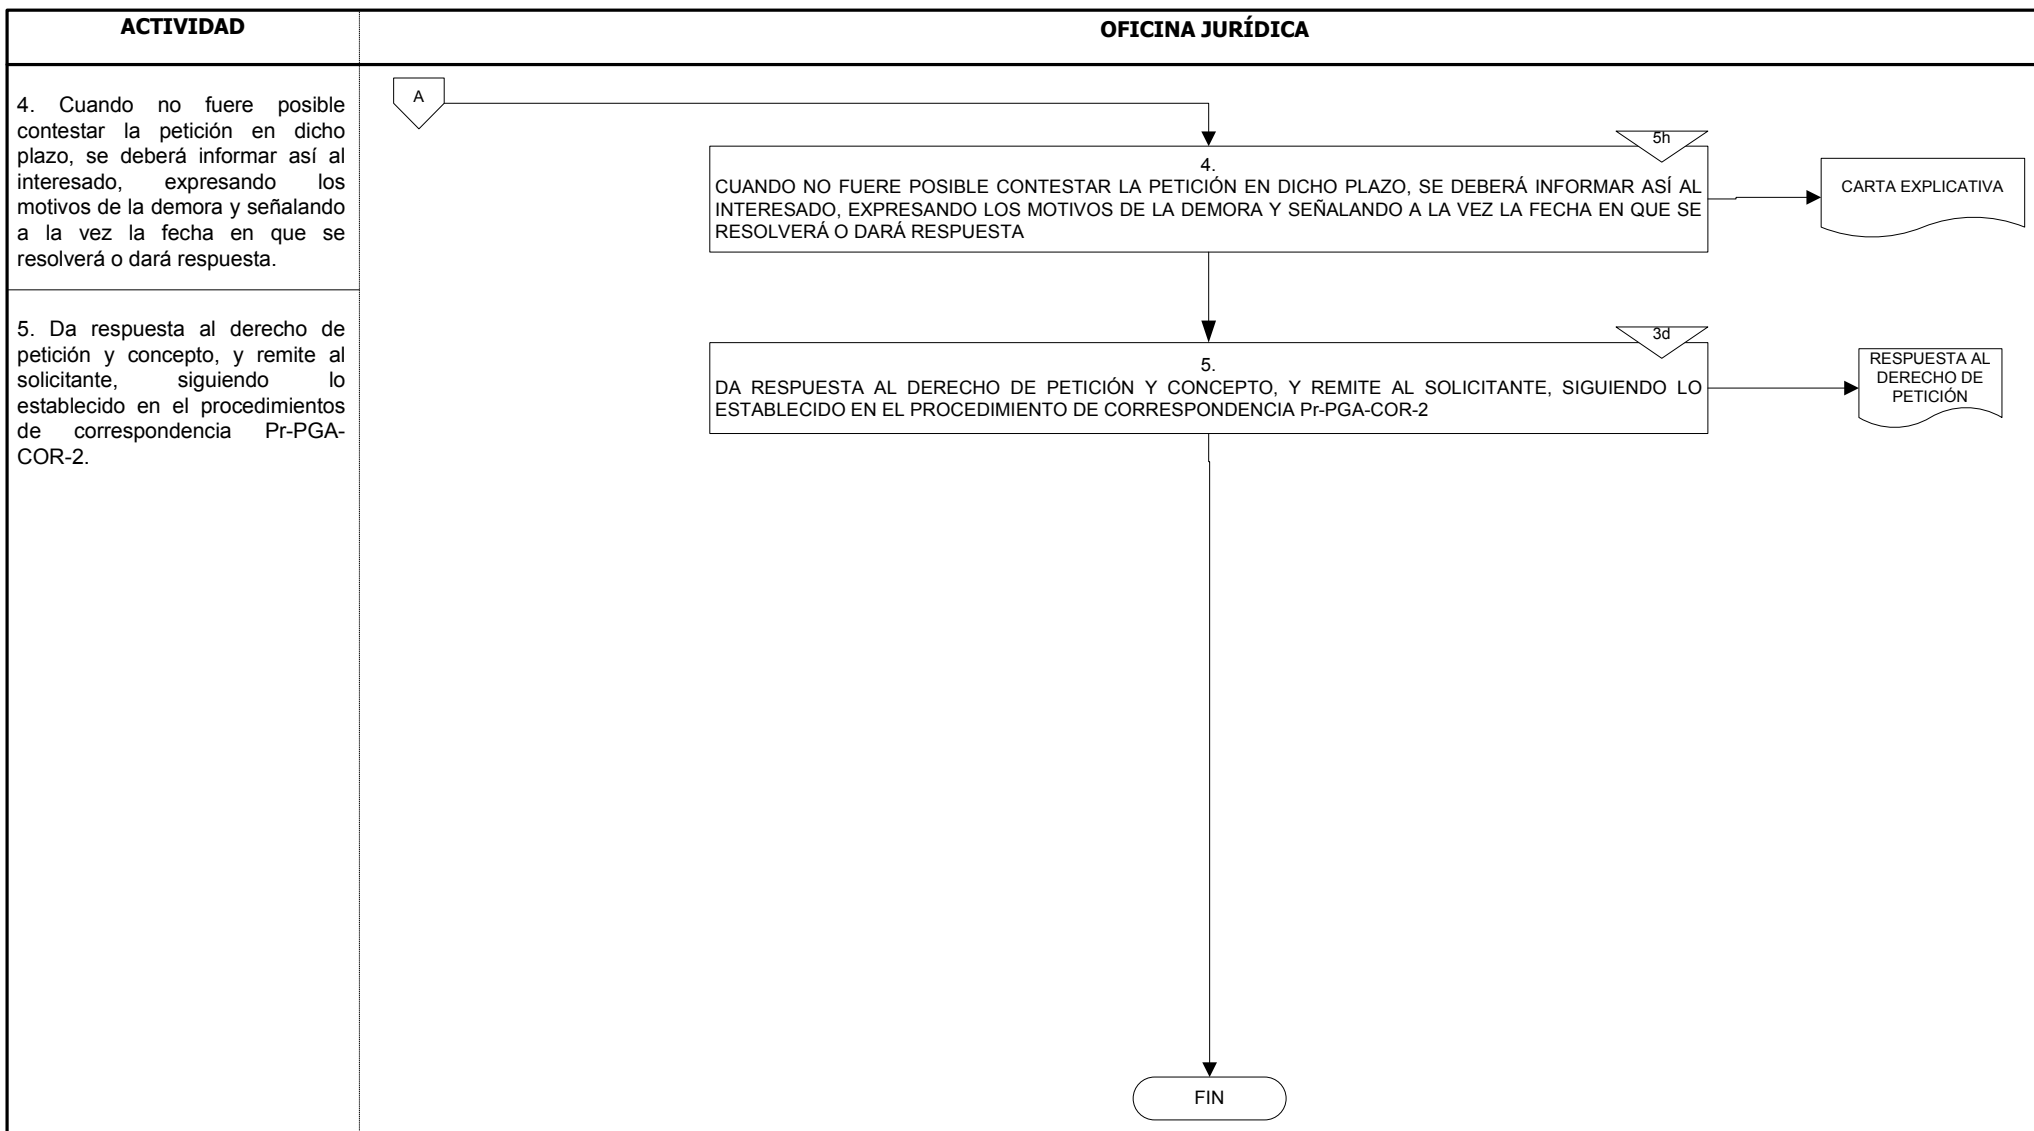 ACTIVIDAD
OFICINA JURÍDICA
4. Cuando no fuere posible
contestar la petición en dicho
plazo, se deberá informar así al
interesado, expresando los
motivos de la demora y señalando
a la vez la fecha en que se
resolverá o dará respuesta.
A
5h
4.
CUANDO NO FUERE POSIBLE CONTESTAR LA PETICIÓN EN DICHO PLAZO, SE DEBERÁ INFORMAR ASÍ AL
INTERESADO, EXPRESANDO LOS MOTIVOS DE LA DEMORA Y SEÑALANDO A LA VEZ LA FECHA EN QUE SE
RESOLVERÁ O DARÁ RESPUESTA
CARTA EXPLICATIVA
5. Da respuesta al derecho de
petición y concepto, y remite al
solicitante, siguiendo lo
establecido en el procedimientos
de correspondencia Pr-PGA-
COR-2.
3d
5.
DA RESPUESTA AL DERECHO DE PETICIÓN Y CONCEPTO, Y REMITE AL SOLICITANTE, SIGUIENDO LO
ESTABLECIDO EN EL PROCEDIMIENTO DE CORRESPONDENCIA Pr-PGA-COR-2
RESPUESTA AL
DERECHO DE
PETICIÓN
FIN